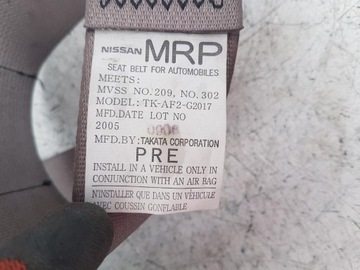 NISSAN MRP
SEAT BELT FOR AUTOMOBILES
MEETS:
MVSS NO. 209, NO. 302
MODEL: TK-AF2-G2017
MFD.DATE LOT NO
2005
MFD.BY: TAKATA CORPORATION
PRE
INSTALL IN A VEHICLE ONLY IN
CONJUNCTION WITH AN AIR BAG
N'INSTALLER QUE DANS UN VÉHICULE
AVEC COUSSIN GONFLABLE